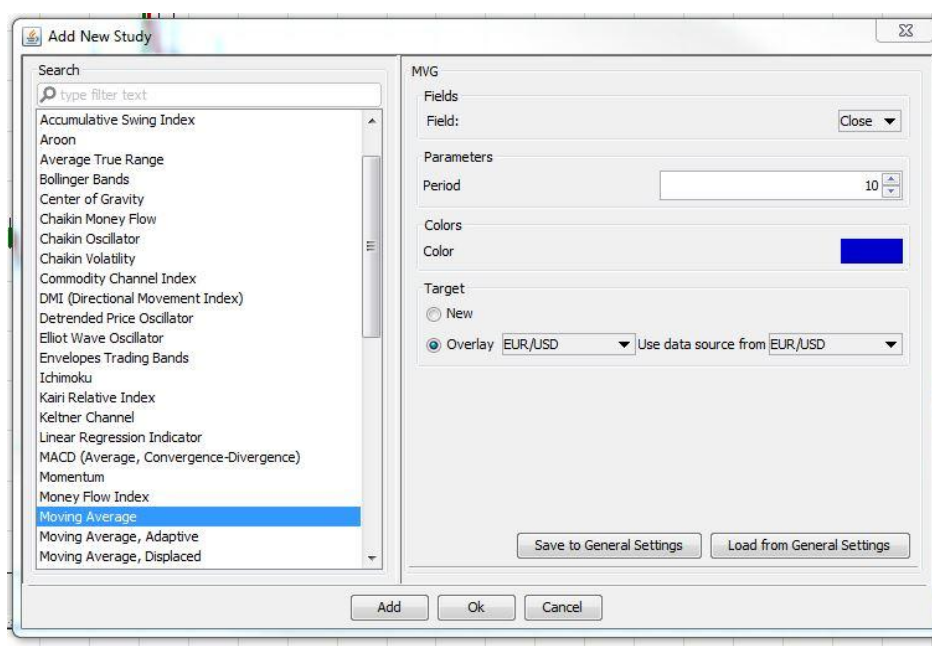 Add New Study
Search
type filter text
Accumulative Swing Index
Aroon
Average True Range
Bollinger Bands
Center of Gravity
Chaikin Money Flow
Chaikin Oscillator
Chaikin Volatility
Commodity Channel Index
DMI (Directional Movement Index)
Detrended Price Oscillator
Elliot Wave Oscillator
Envelopes Trading Bands
Ichimoku
Kairi Relative Index
Keltner Channel
Linear Regression Indicator
MACD (Average, Convergence-Divergence)
Momentum
Money Flow Index
Moving Average
Moving Average, Adaptive
Moving Average, Displaced
MVG
Fields
Field: Close
Parameters
Period 10
Colors
Color
Target
New
Overlay EUR/USD Use data source from EUR/USD
Save to General Settings Load from General Settings
Add Ok Cancel